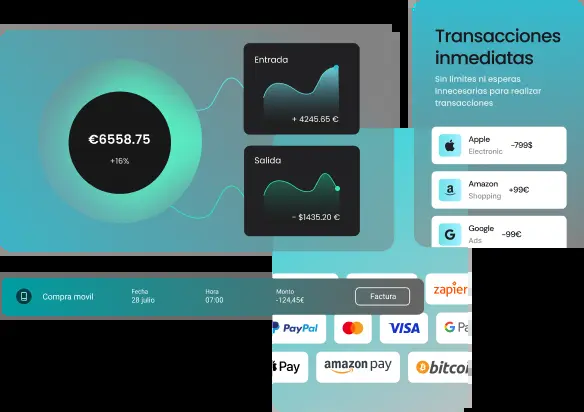 Transacciones
inmediatas
Sin límites ni esperas
innecesarias para realizar
transacciones
Entrada
+ 4245.65 €
€6558.75
+16%
Salida
- $1435.20 €
Apple
Electronic
-799$
Amazon
Shopping
+99€
Google
Ads
-99€
Compra movil
Fecha
28 julio
Hora
07:00
Monto
-124,45€
Factura
zapier
PayPal
VISA
G Pa
Pay
amazon pay
bitcoi